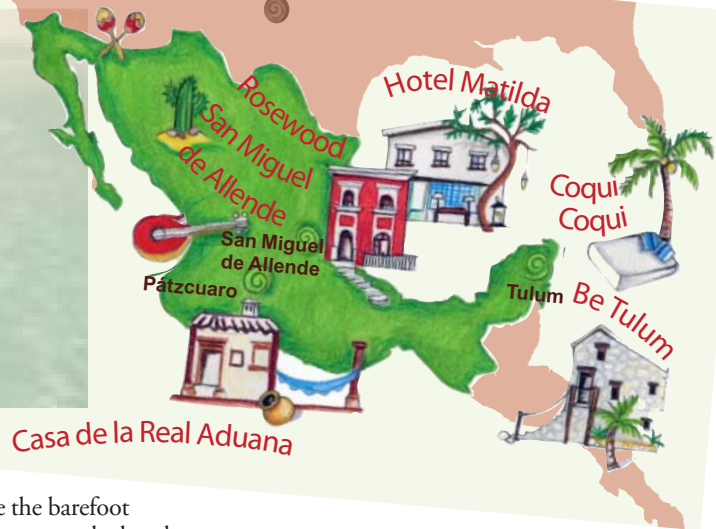 Hotel Matilda
Rosewood
San Miguel
de Allende
Coqui
Coqui
San Miguel
de Allende
Pátzcuaro
Tulum
Be Tulum
Casa de la Real Aduana
e the barefoot